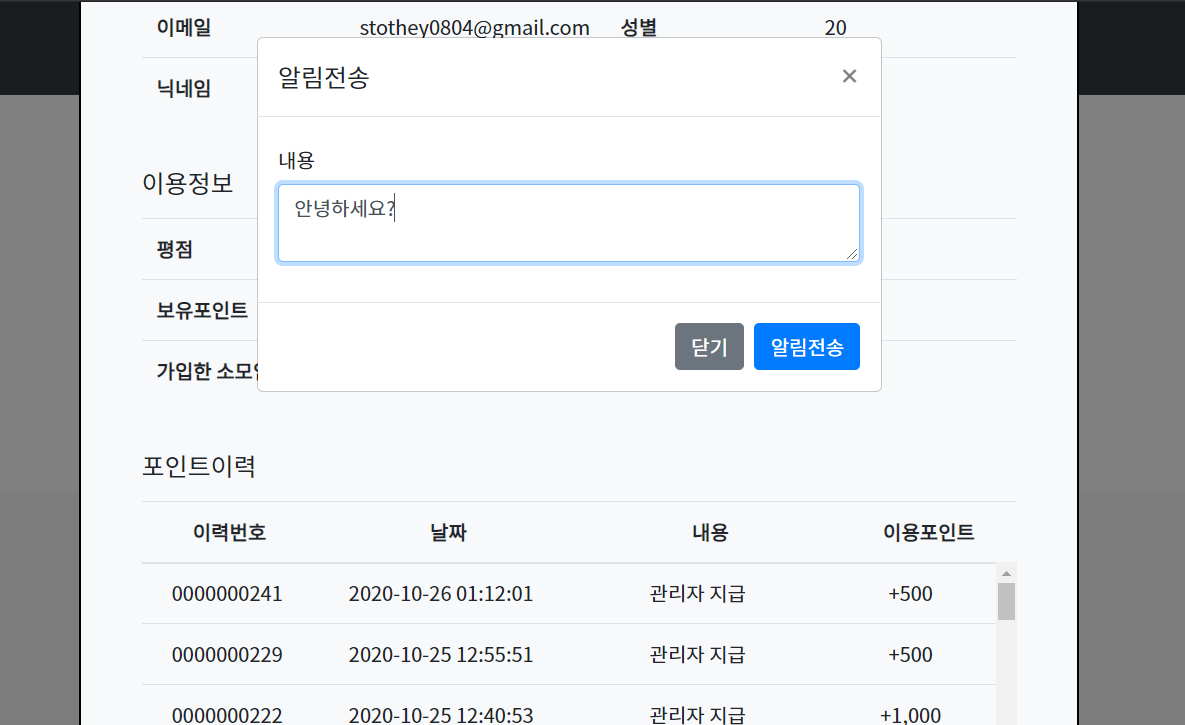 이메일 stothey0804@gmail.com 성별 20
알림전송 ×
닉네임
내용
이용정보
안녕하세요?
평점
보유포인트
닫기 알림전송
가입한 소모
포인트이력
이력번호 날짜 내용 이용포인트
0000000241 2020-10-26 01:12:01 관리자 지급 +500
0000000229 2020-10-25 12:55:51 관리자 지급 +500
0000000222 2020-10-25 12:40:53 관리자 지급 +1,000